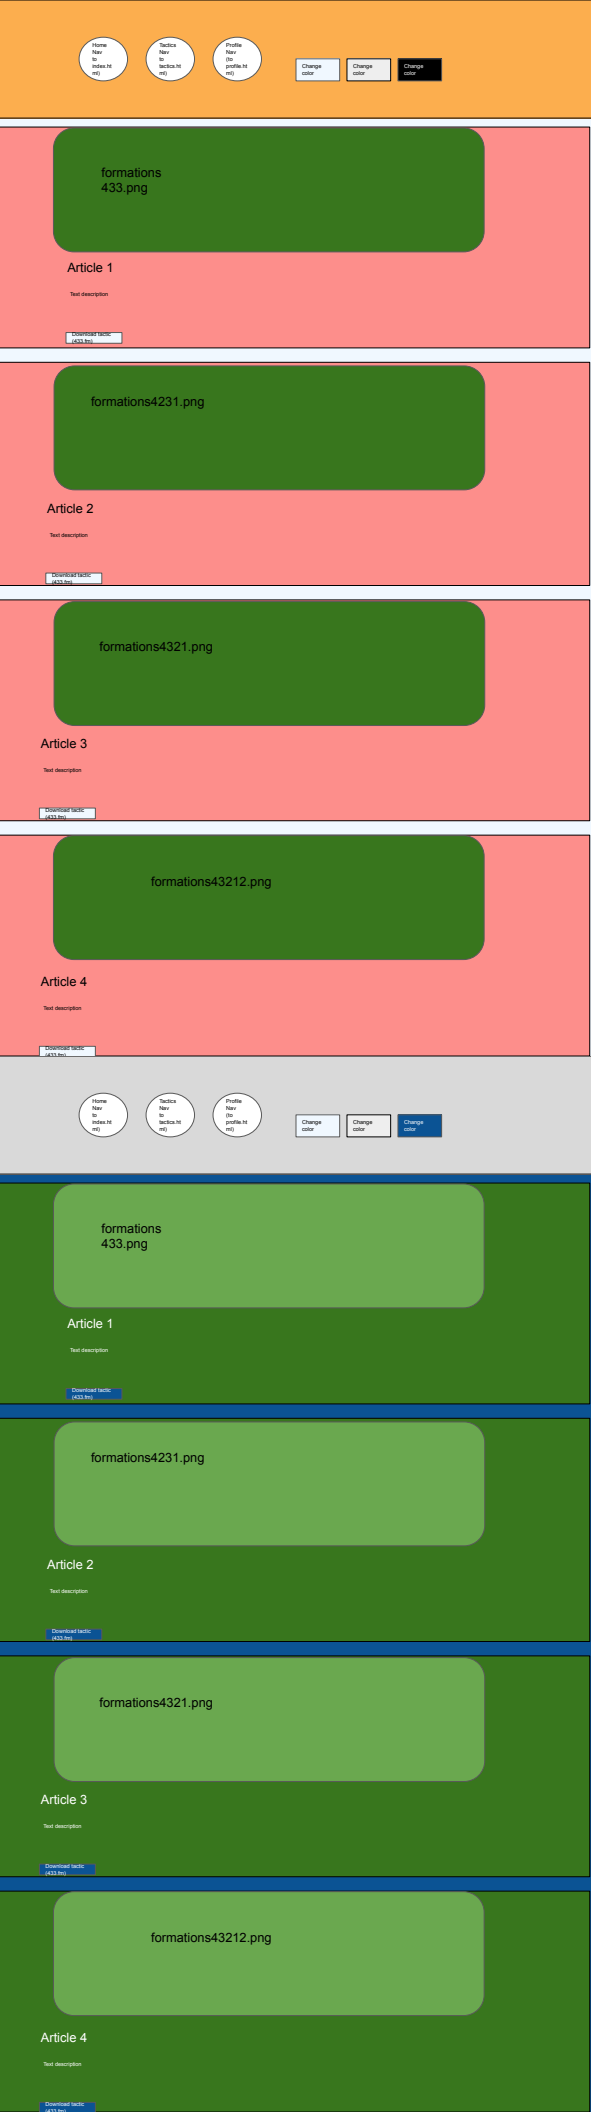 Home
Nav
to
index.ht
ml)
Tactics
Nav
to
tactics.ht
ml)
Profile
Nav
(to
profile.ht
ml)
Change
color
Change
color
Change
color
formations
433.png
Article 1
Text description
Download tactic
(433.fm)
formations4231.png
Article 2
Text description
Download tactic
(433.fm)
formations4321.png
Article 3
Text description
Download tactic
(433.fm)
formations43212.png
Article 4
Text description
Download tactic
(433.fm)
Home
Nav
to
index.ht
ml)
Tactics
Nav
to
tactics.ht
ml)
Profile
Nav
(to
profile.ht
ml)
Change
color
Change
color
Change
color
formations
433.png
Article 1
Text description
Download tactic
(433.fm)
formations4231.png
Article 2
Text description
Download tactic
(433.fm)
formations4321.png
Article 3
Text description
Download tactic
(433.fm)
formations43212.png
Article 4
Text description
Download tactic
(433.fm)